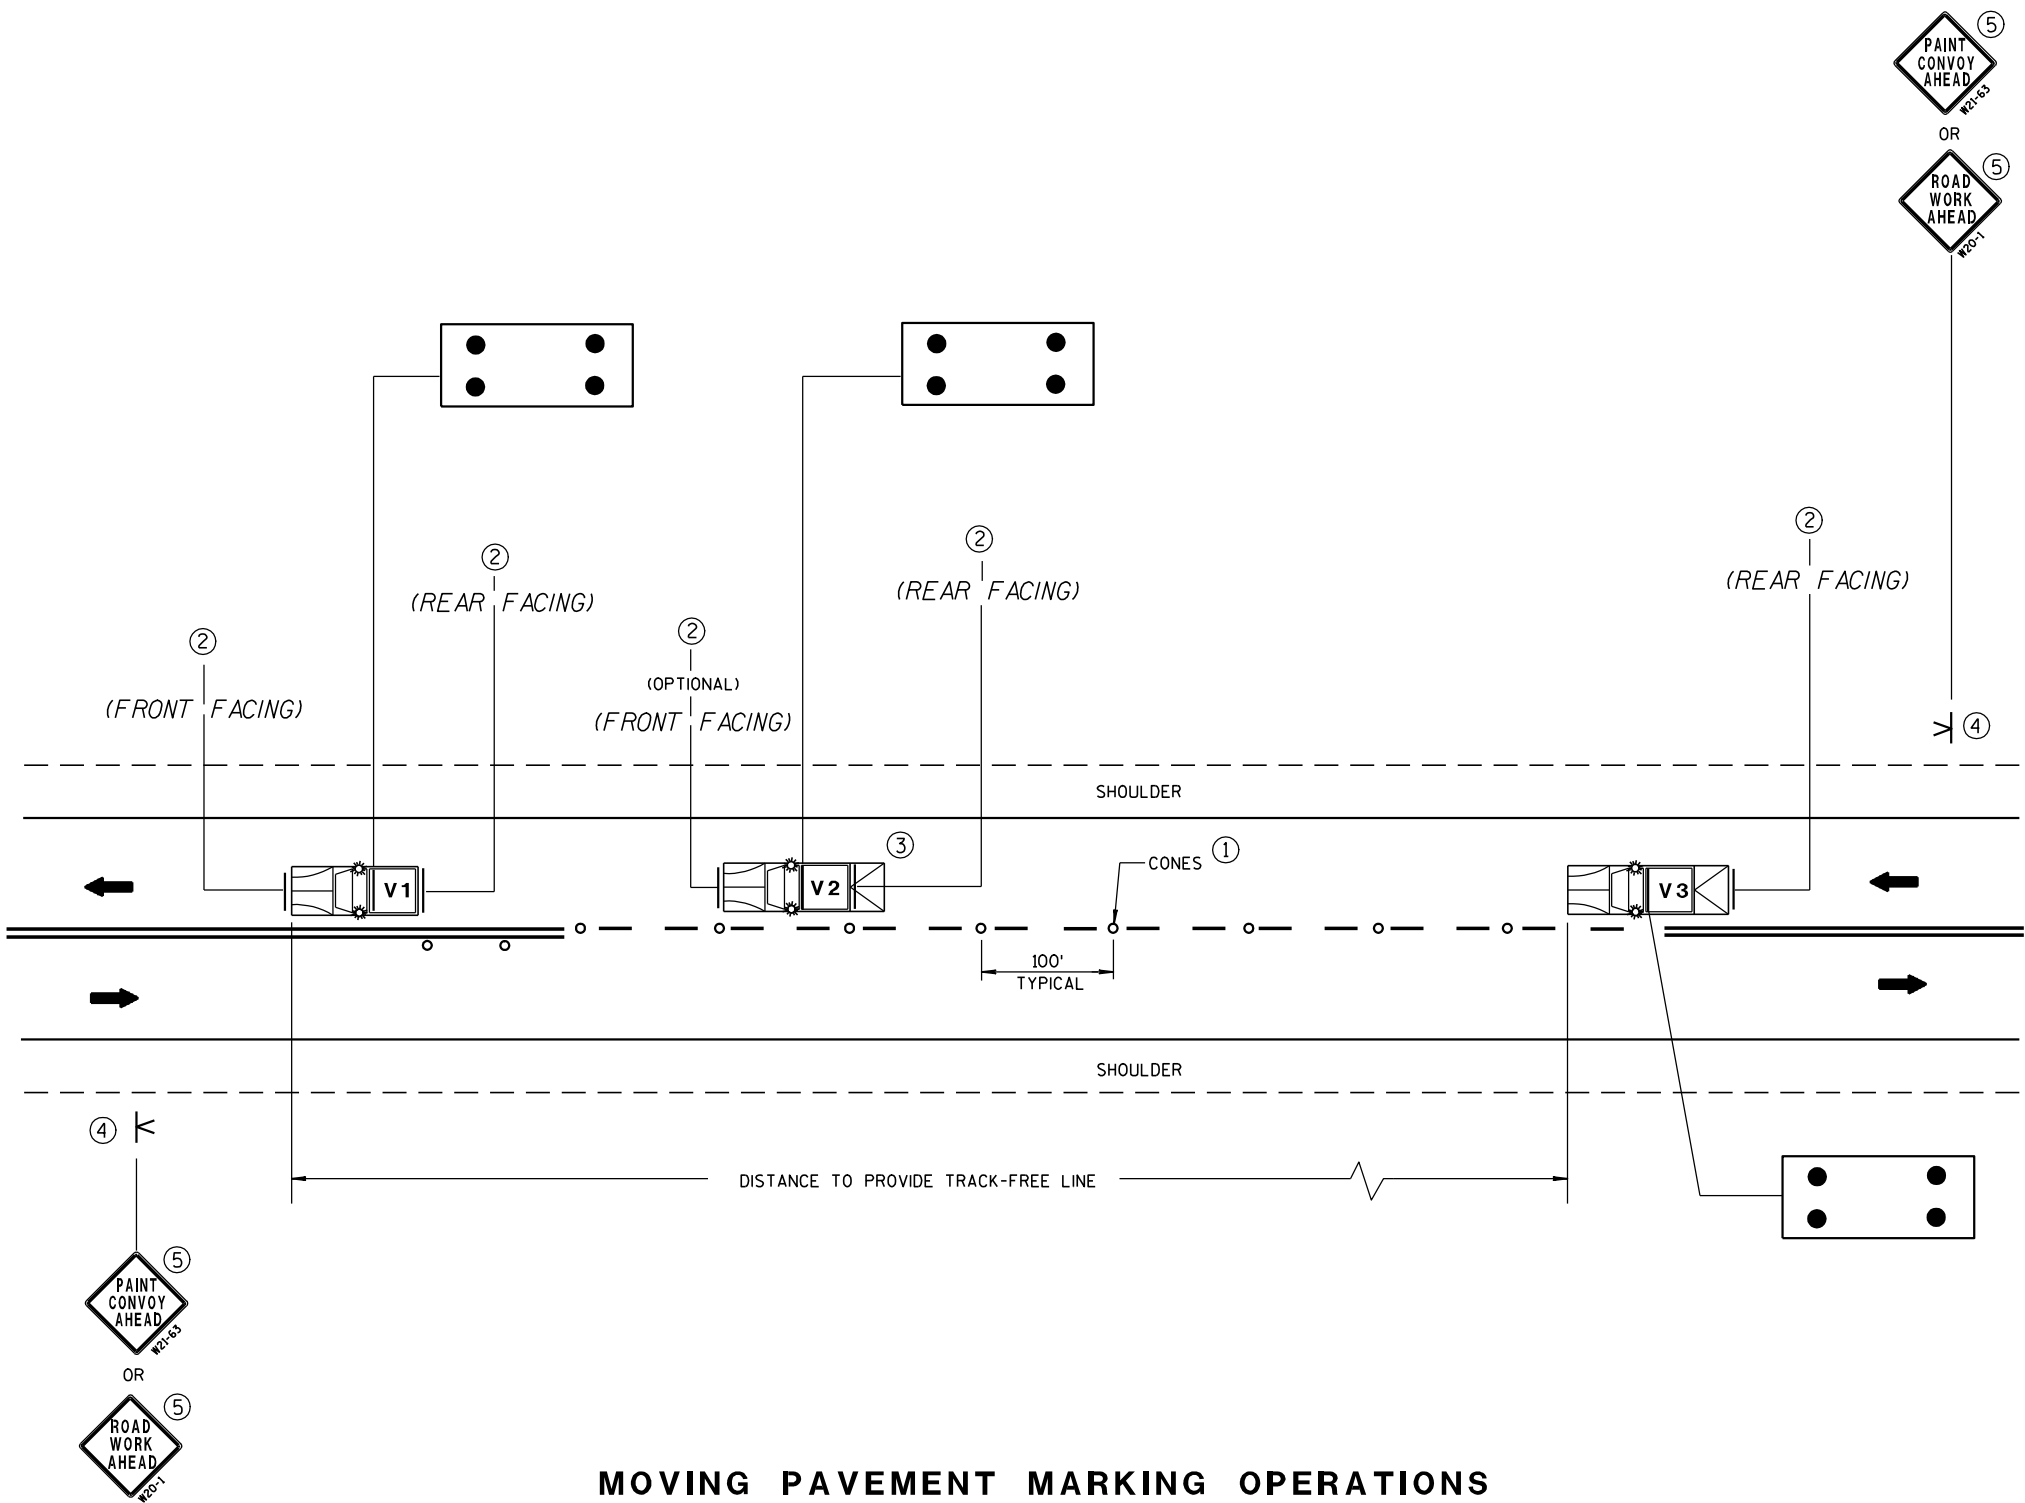 5
PAINT
CONVOY
AHEAD
W21-63
OR
5
ROAD
WORK
AHEAD
W20-1
2
(REAR FACING)
2
(REAR FACING)
2
(REAR FACING)
2
(OPTIONAL)
(FRONT FACING)
2
(FRONT FACING)
4
SHOULDER
3
CONES 1
V1
V2
V3
100'
TYPICAL
SHOULDER
4
DISTANCE TO PROVIDE TRACK-FREE LINE
5
PAINT
CONVOY
AHEAD
W21-63
OR
5
ROAD
WORK
AHEAD
W20-1
MOVING PAVEMENT MARKING OPERATIONS